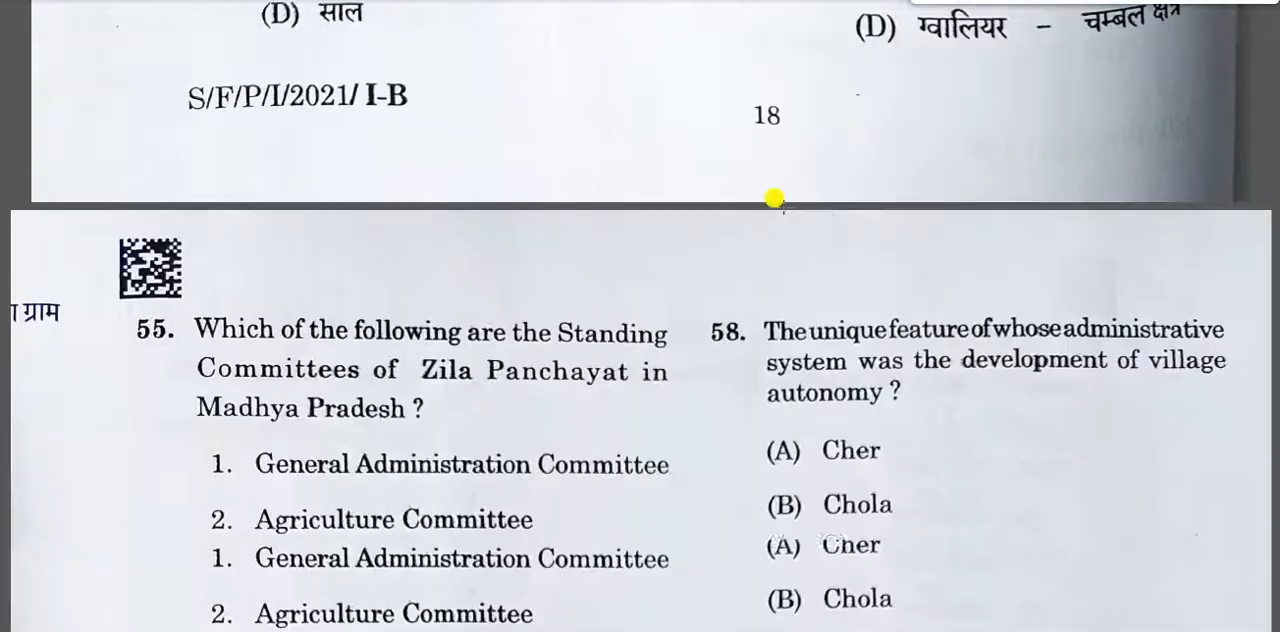 (D) साल
(D) ग्वालियर - चम्बल क्षेत्र
S/F/P/I/2021/ I-B
18
ग्राम
55. Which of the following are the Standing
Committees of Zila Panchayat in
Madhya Pradesh ?
1. General Administration Committee
2. Agriculture Committee
1. General Administration Committee
2. Agriculture Committee
58. The unique feature of whose administrative
system was the development of village
autonomy ?
(A) Cher
(B) Chola
(A) Cher
(B) Chola